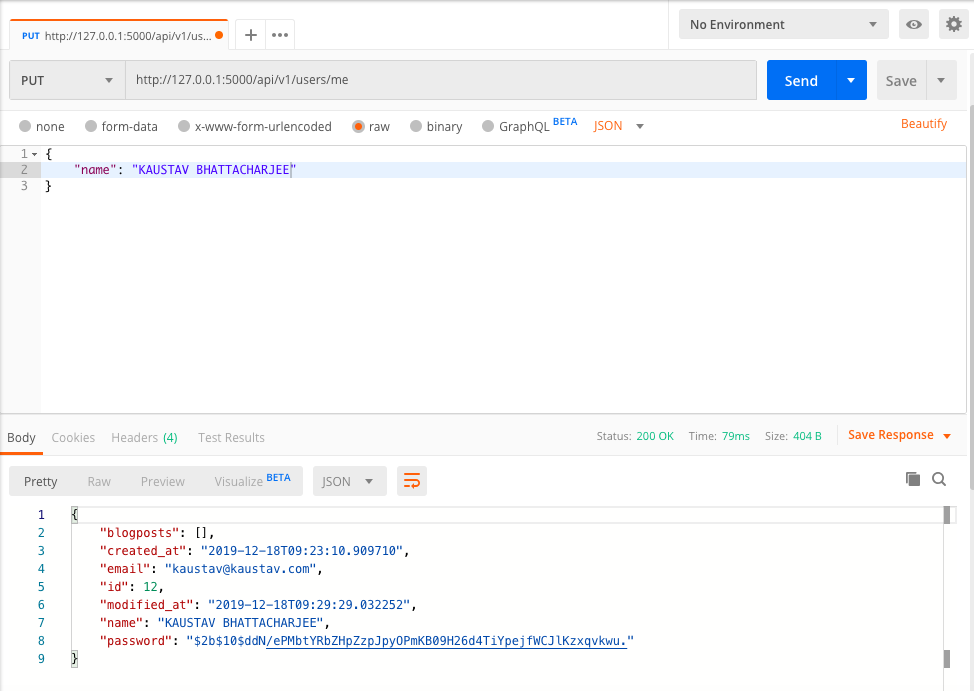 PUT http://127.0.0.1:5000/api/v1/us... No Environment
PUT http://127.0.0.1:5000/api/v1/users/me Send Save
none form-data x-www-form-urlencoded raw binary GraphQL BETA JSON Beautify
1 {
2 "name": "KAUSTAV BHATTACHARJEE"
3 }
Body Cookies Headers (4) Test Results Status: 200 OK Time: 79ms Size: 404 B Save Response
Pretty Raw Preview Visualize BETA JSON
1 {
2 "blogposts": [],
3 "created_at": "2019-12-18T09:23:10.909710",
4 "email": "kaustav@kaustav.com",
5 "id": 12,
6 "modified_at": "2019-12-18T09:29:29.032252",
7 "name": "KAUSTAV BHATTACHARJEE",
8 "password": "$2b$10$ddN/ePMbtYRbZHpZzpJpyOPmKB09H26d4TiYpejfWCJlKzxqvkwu."
9 }